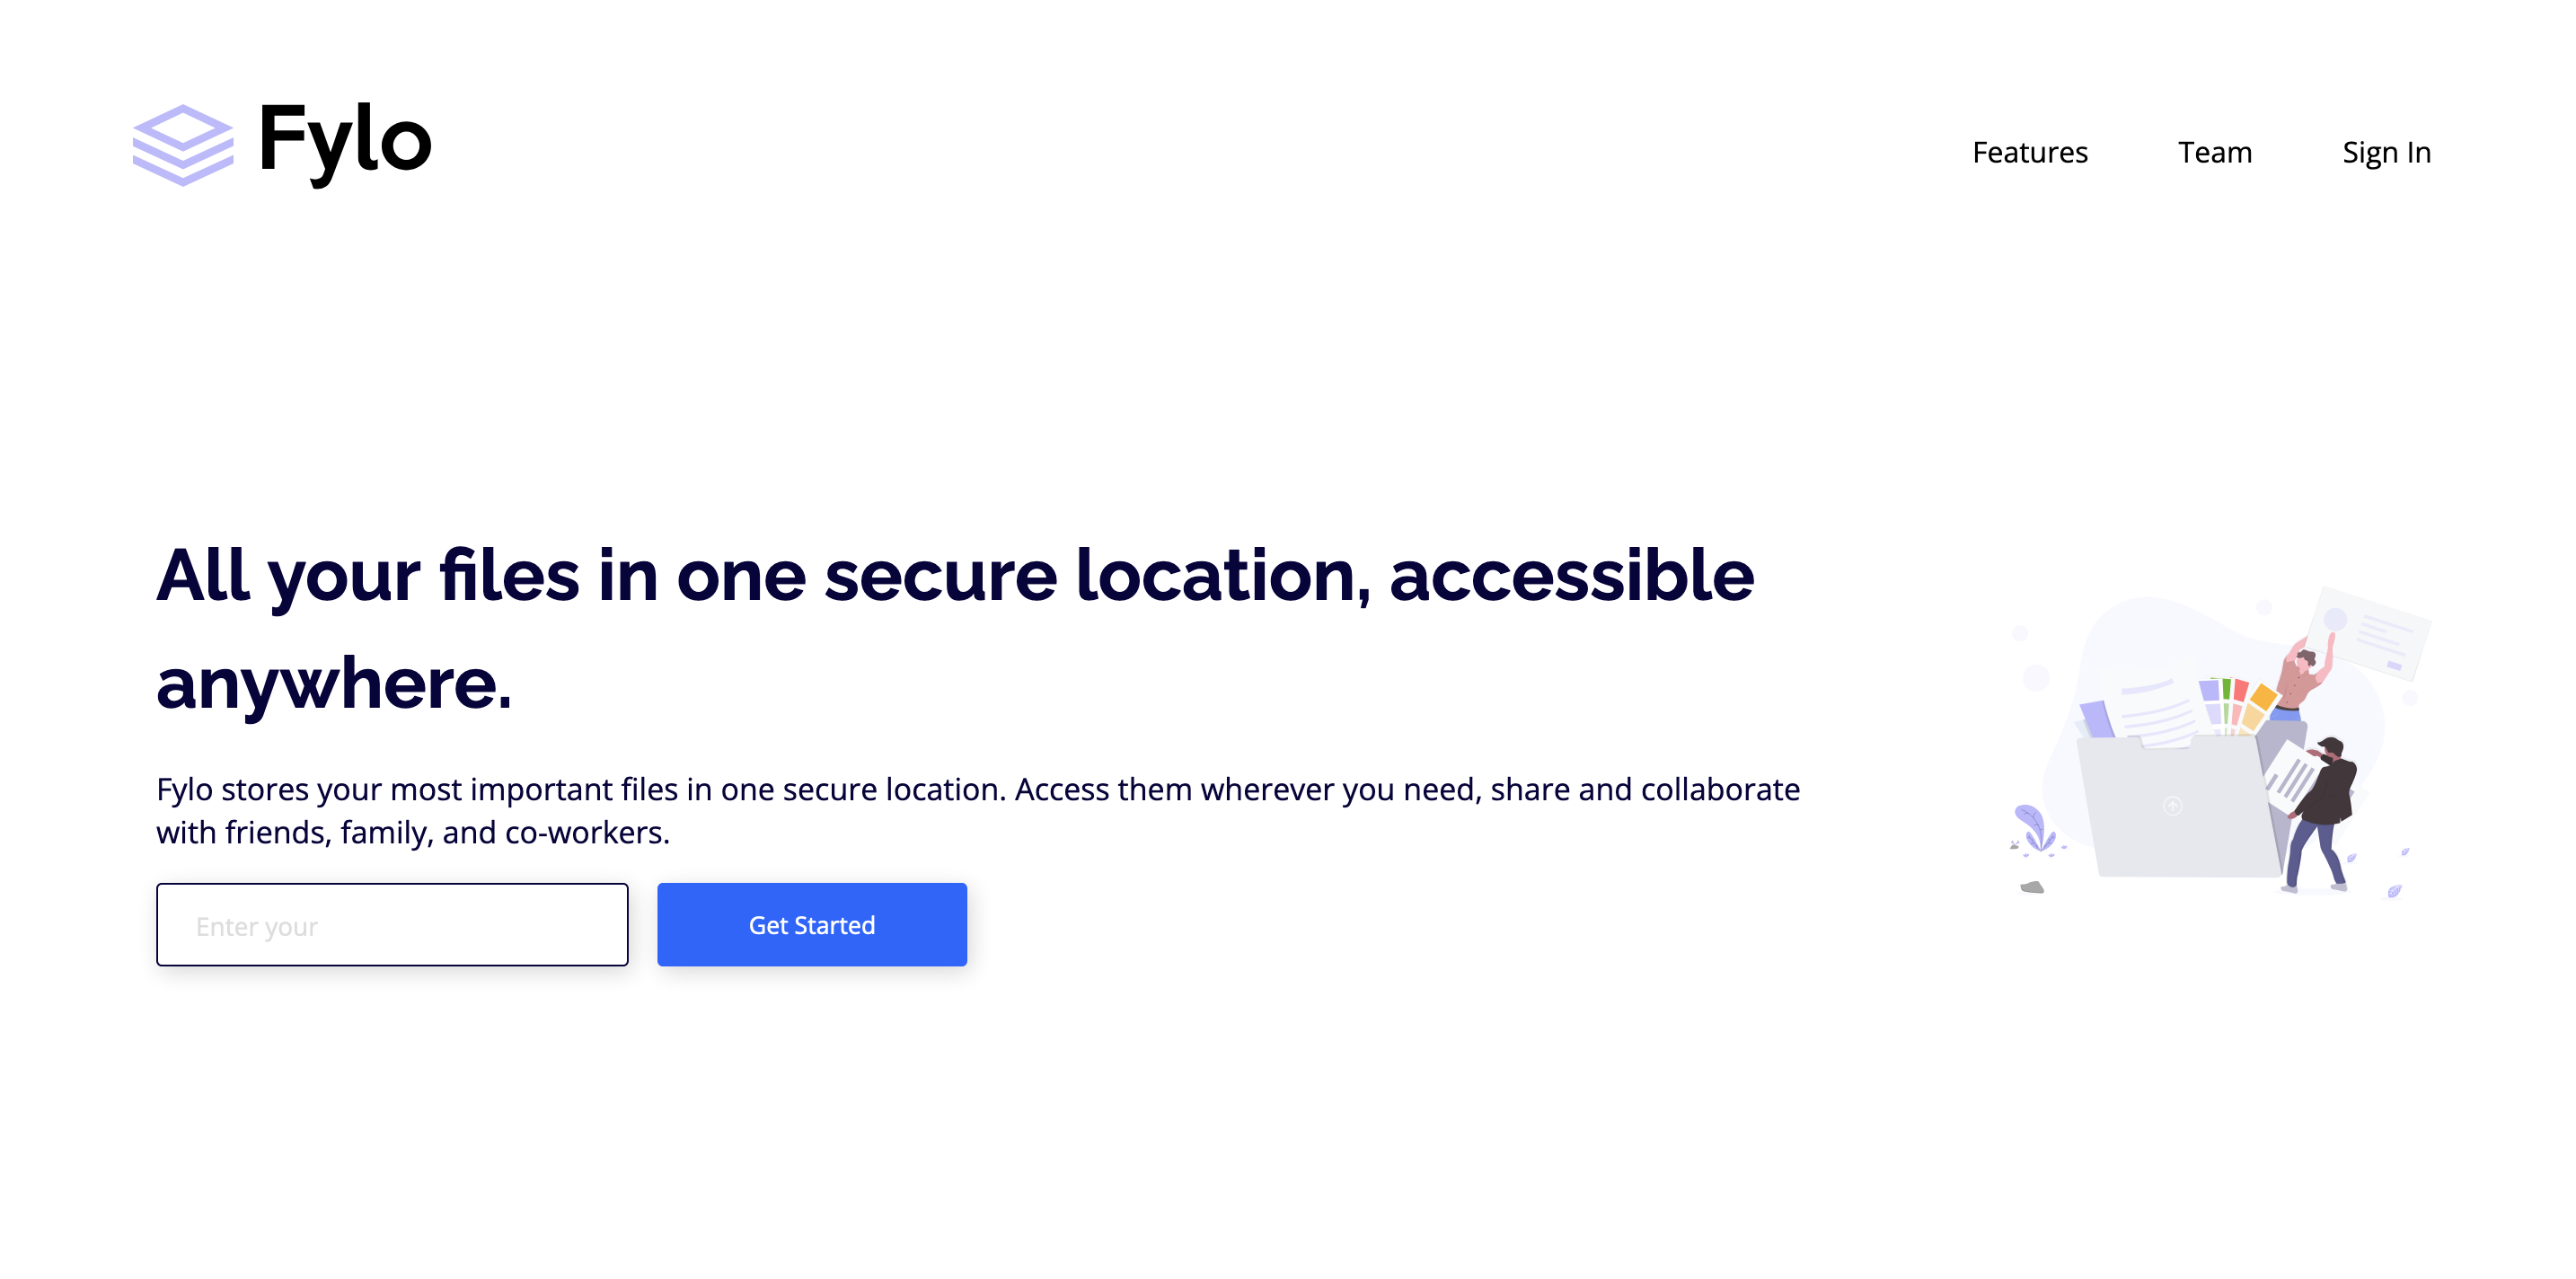 Fylo
Features
Team
Sign In
All your files in one secure location, accessible
anywhere.
Fylo stores your most important files in one secure location. Access them wherever you need, share and collaborate
with friends, family, and co-workers.
Enter your
Get Started